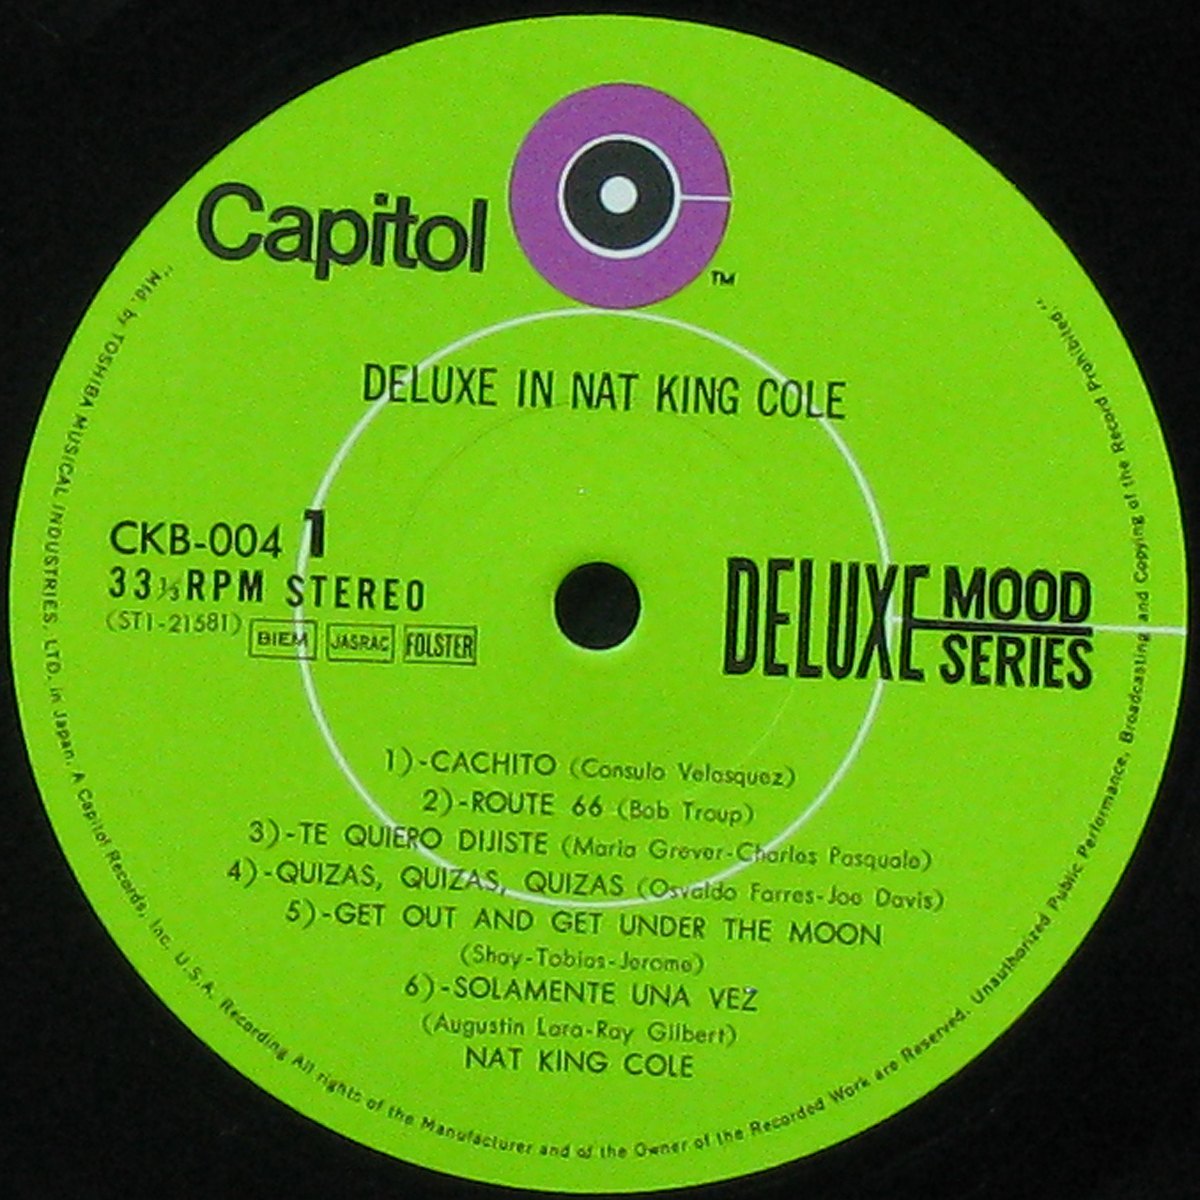 Capitol
TM
DELUXE IN NAT KING COLE
CKB-004 1
33⅓ RPM STEREO
(ST1-21581)
BIEM JASRAC FOLSTER
DELUXE MOOD SERIES
1)-CACHITO (Consulo Velasquez)
2)-ROUTE 66 (Bob Troup)
3)-TE QUIERO DIJISTE (Maria Grever-Charles Pasquale)
4)-QUIZAS, QUIZAS, QUIZAS (Osvaldo Farres-Joe Davis)
5)-GET OUT AND GET UNDER THE MOON
(Shay-Tobias-Jerome)
6)-SOLAMENTE UNA VEZ
(Augustin Lara-Ray Gilbert)
NAT KING COLE
"Mfd. by TOSHIBA MUSICAL INDUSTRIES, LTD. in Japan. A Capitol Records, Inc. U.S.A. Recording All rights of the Manufacturer and of the Owner of the Recorded Work are Reserved. Unauthorized Public Performance, Broadcasting and Copying of the Record Prohibited."